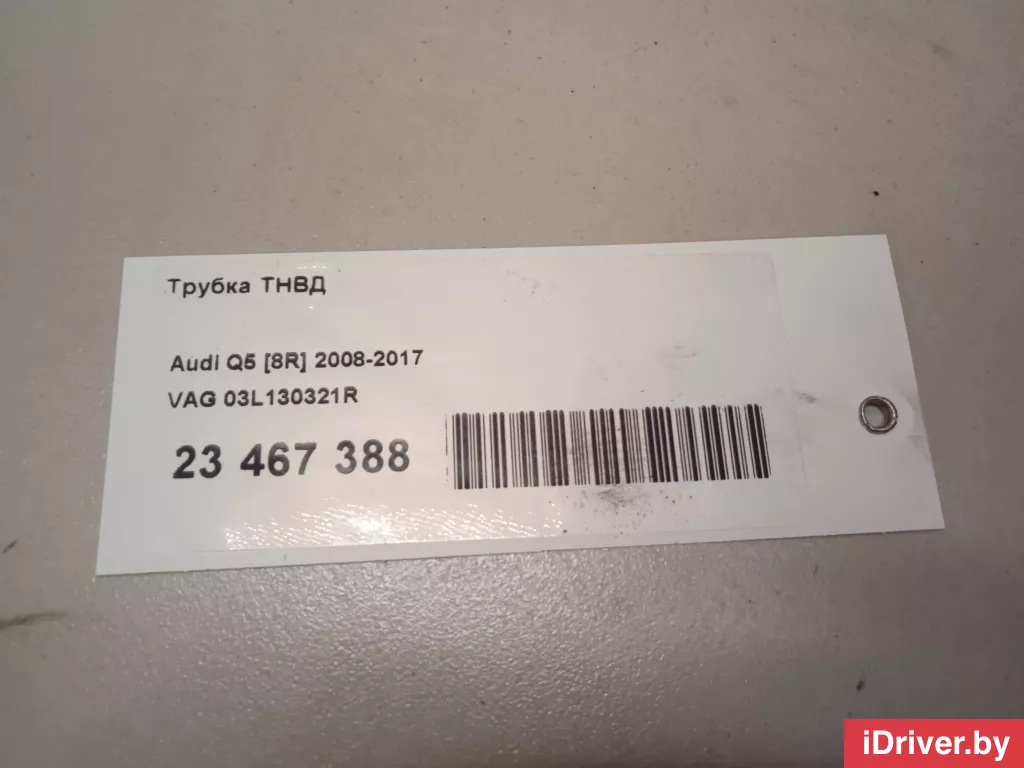 Трубка ТНВД
Audi Q5 [8R] 2008-2017
VAG 03L130321R
23 467 388
iDriver.by